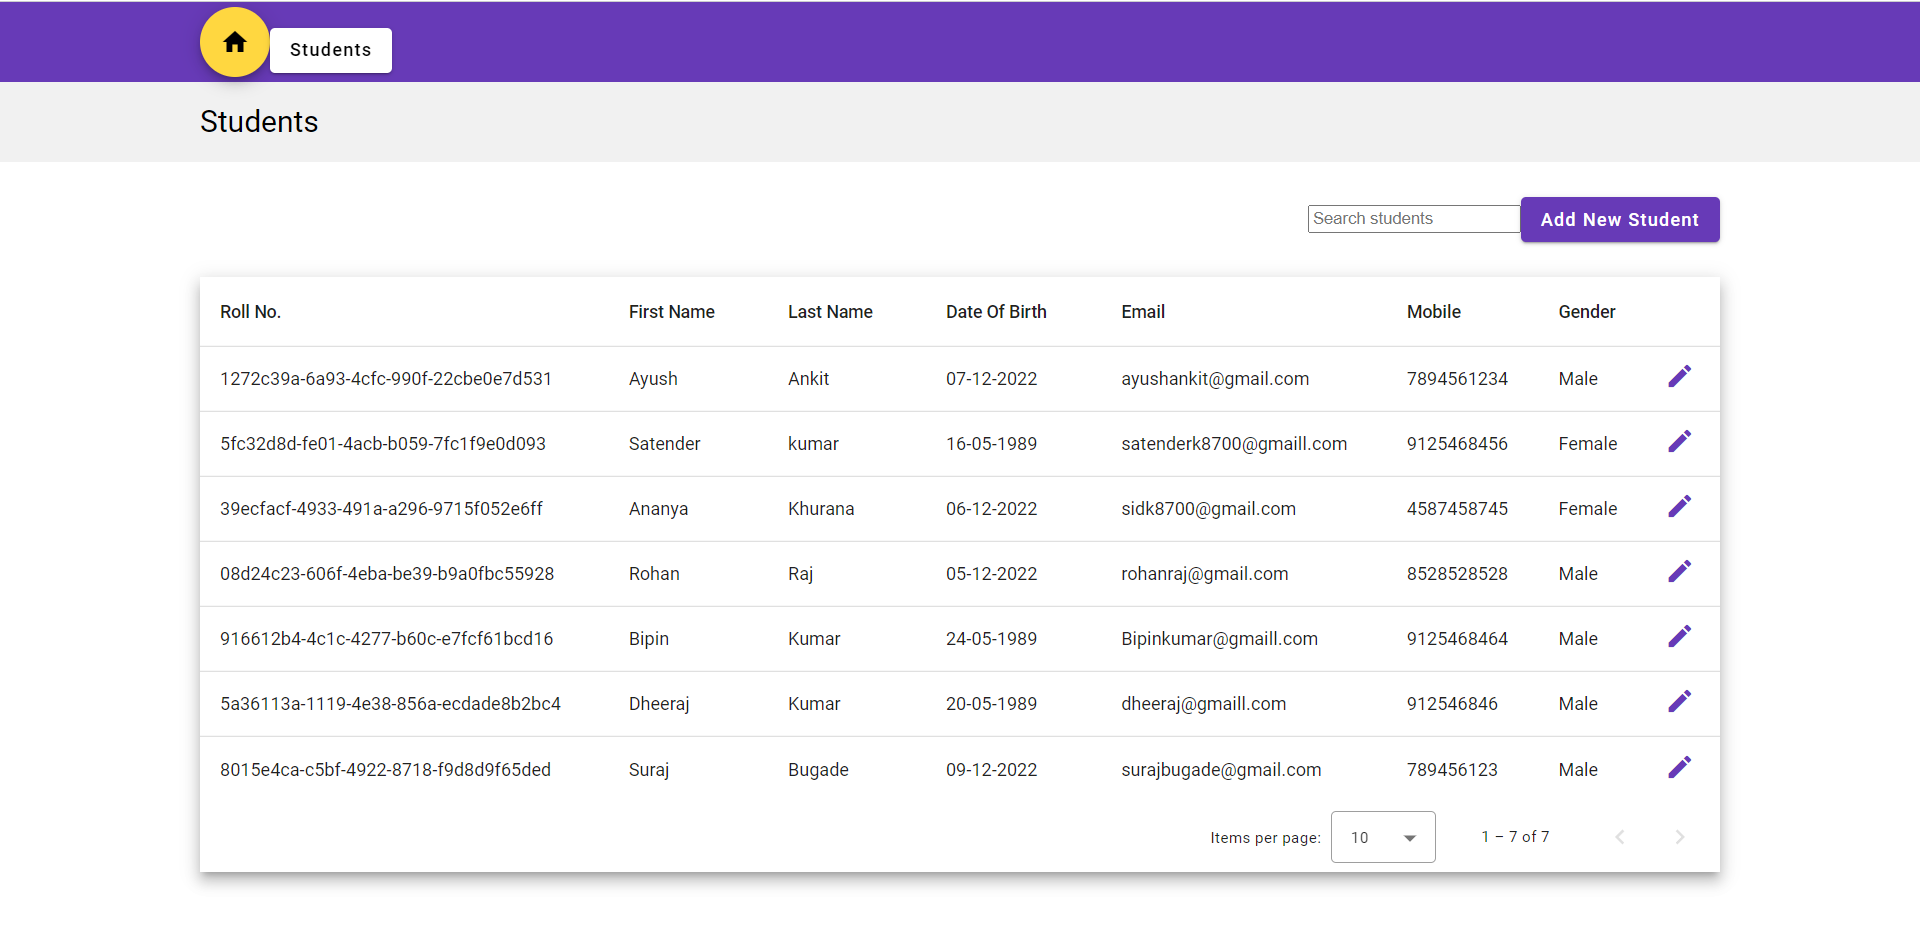 Students
Students
Search students Add New Student
Roll No. First Name Last Name Date Of Birth Email Mobile Gender
1272c39a-6a93-4cfc-990f-22cbe0e7d531 Ayush Ankit 07-12-2022 ayushankit@gmail.com 7894561234 Male
5fc32d8d-fe01-4acb-b059-7fc1f9e0d093 Satender kumar 16-05-1989 satenderk8700@gmaill.com 9125468456 Female
39ecfacf-4933-491a-a296-9715f052e6ff Ananya Khurana 06-12-2022 sidk8700@gmail.com 4587458745 Female
08d24c23-606f-4eba-be39-b9a0fbc55928 Rohan Raj 05-12-2022 rohanraj@gmail.com 8528528528 Male
916612b4-4c1c-4277-b60c-e7fcf61bcd16 Bipin Kumar 24-05-1989 Bipinkumar@gmaill.com 9125468464 Male
5a36113a-1119-4e38-856a-ecdade8b2bc4 Dheeraj Kumar 20-05-1989 dheeraj@gmaill.com 912546846 Male
8015e4ca-c5bf-4922-8718-f9d8d9f65ded Suraj Bugade 09-12-2022 surajbugade@gmail.com 789456123 Male
Items per page: 10 1 – 7 of 7